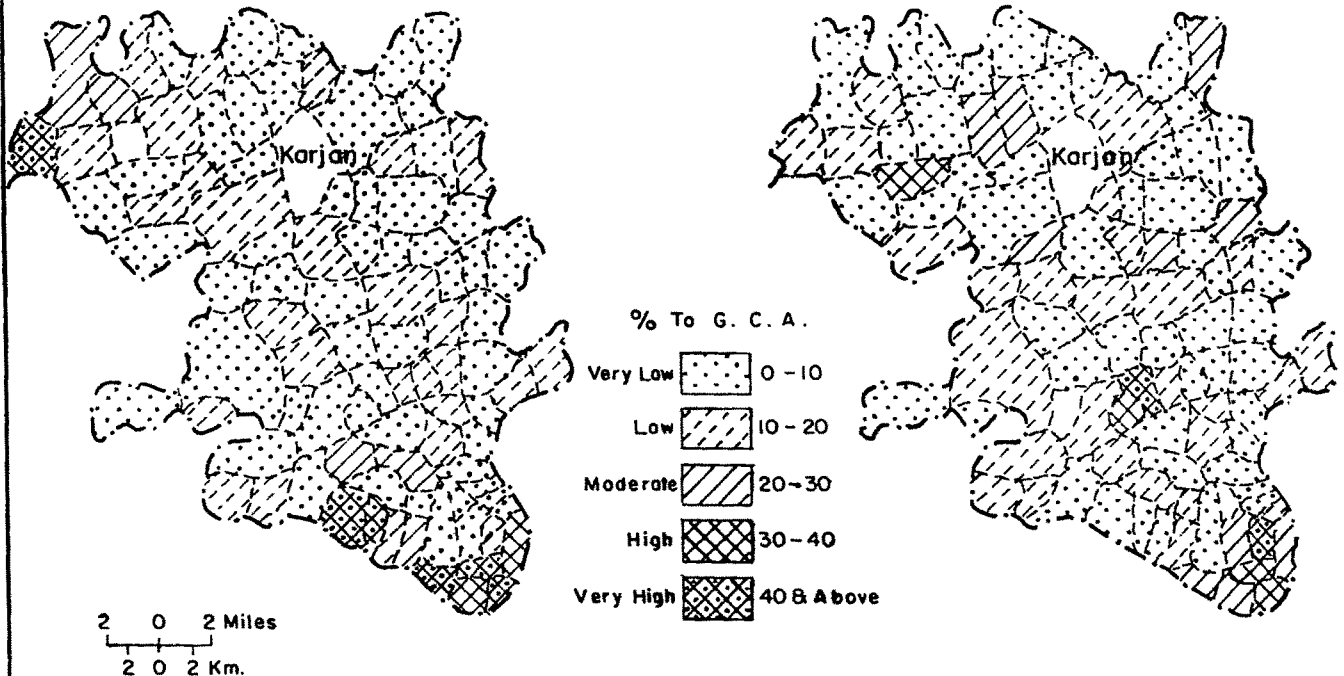 Karjan
Karjan
% To G. C. A.
Very Low 0-10
Low 10-20
Moderate 20-30
High 30-40
Very High 40 & Above
2 0 2 Miles
2 0 2 Km.